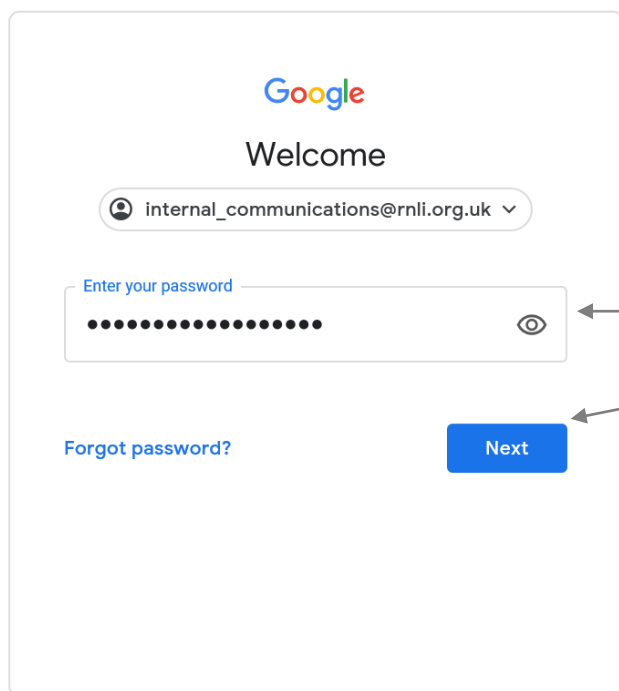 Google
Welcome
internal_communications@rnli.org.uk
Enter your password
••••••••••••••••••
Forgot password?
Next